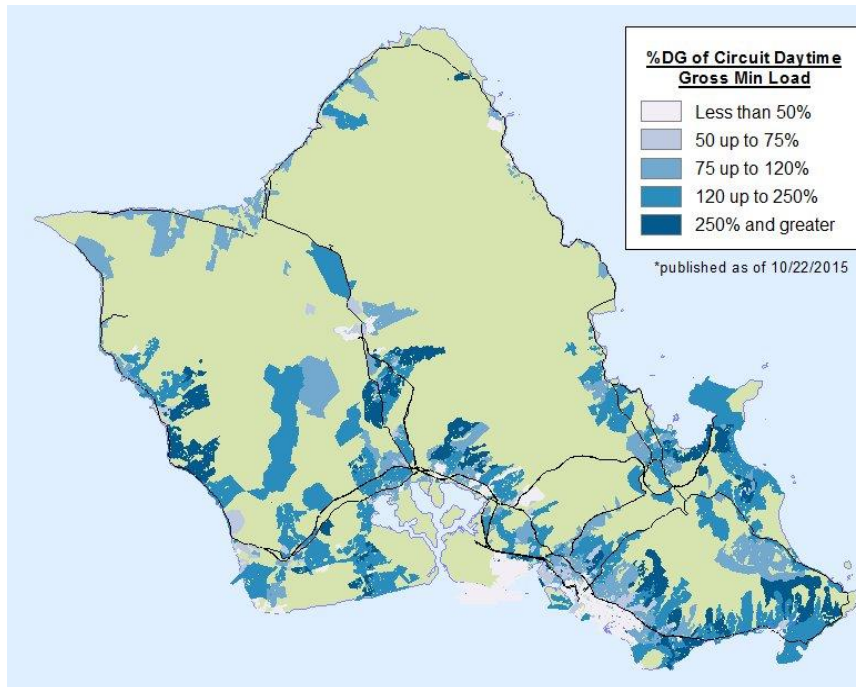 %DG of Circuit Daytime
Gross Min Load
Less than 50%
50 up to 75%
75 up to 120%
120 up to 250%
250% and greater
*published as of 10/22/2015